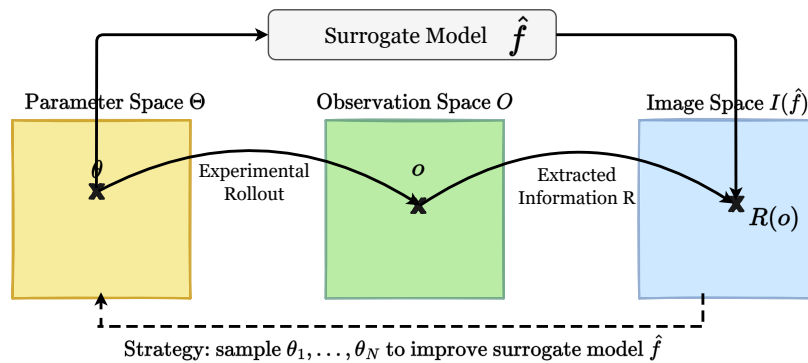 Surrogate Model f̂
Parameter Space Θ
Observation Space O
Image Space I(f̂)
θ
o
Experimental
Rollout
Extracted
Information R
R(o)
Strategy: sample θ₁, . . . , θ_N to improve surrogate model f̂